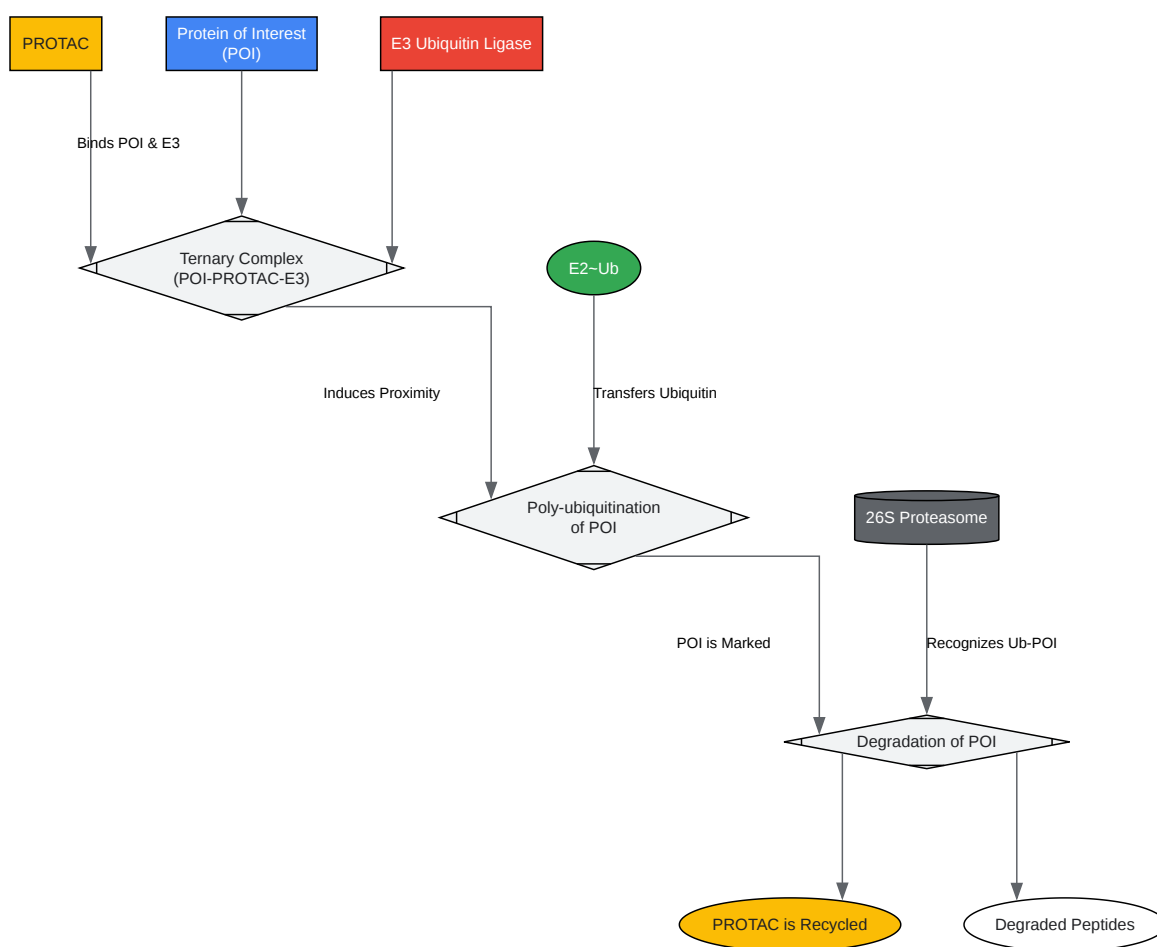 PROTAC
Protein of Interest
(POI)
E3 Ubiquitin Ligase
Binds POI & E3
Ternary Complex
(POI-PROTAC-E3)
E2~Ub
Induces Proximity
Transfers Ubiquitin
Poly-ubiquitination
of POI
26S Proteasome
POI is Marked
Recognizes Ub-POI
Degradation of POI
PROTAC is Recycled
Degraded Peptides